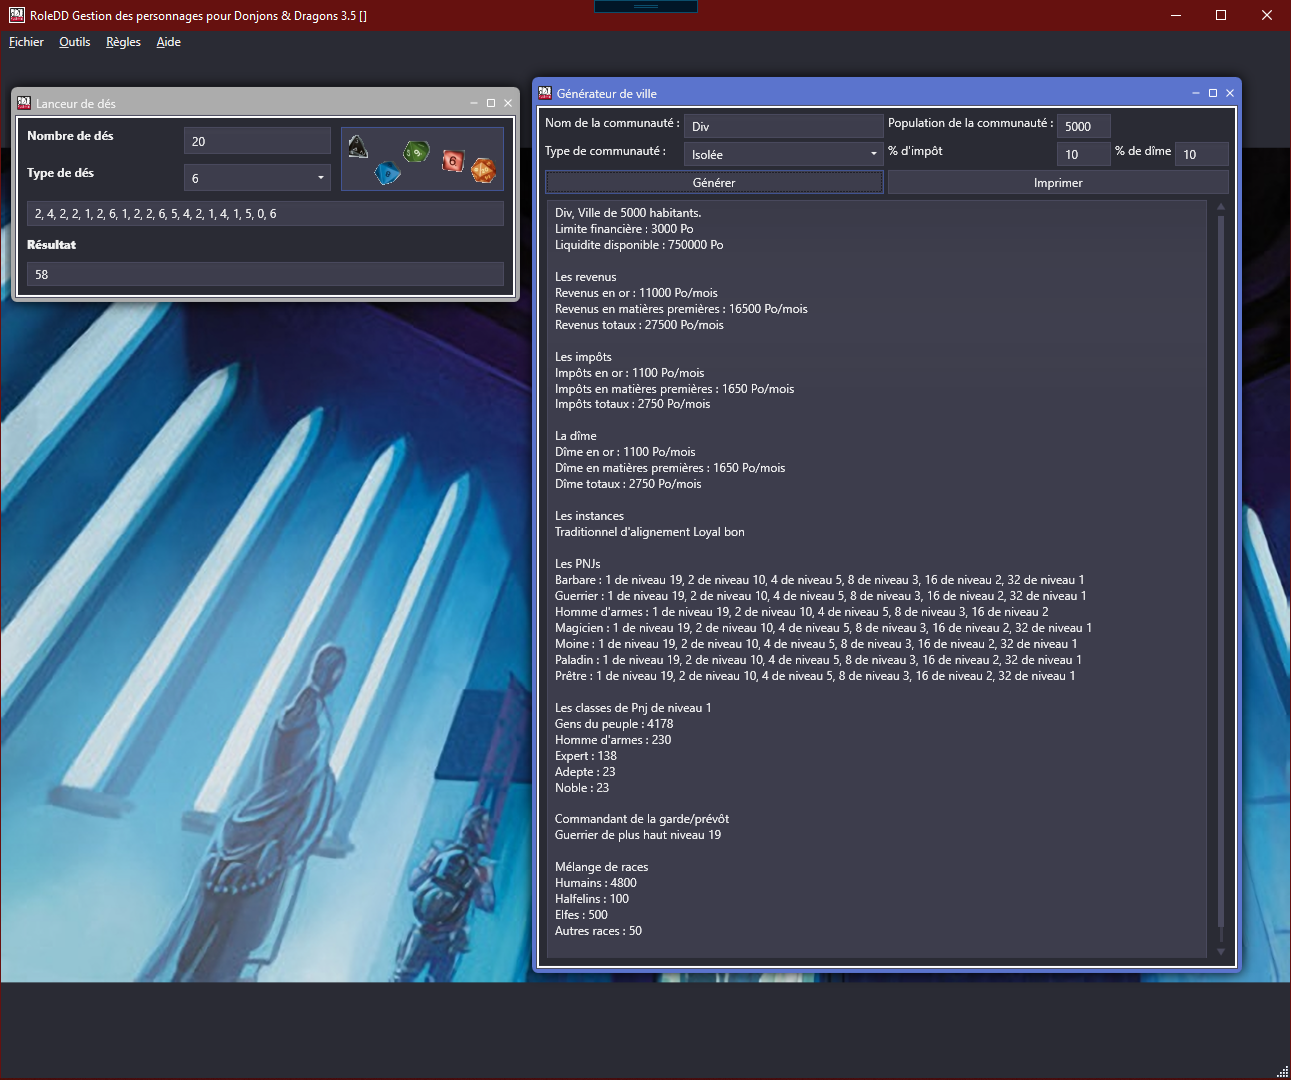 RoleDD Gestion des personnages pour Donjons & Dragons 3.5 []
Fichier Outils Règles Aide
Lanceur de dés
Nombre de dés 20
Type de dés 6
2, 4, 2, 2, 1, 2, 6, 1, 2, 2, 6, 5, 4, 2, 1, 4, 1, 5, 0, 6
Résultat
58
Générateur de ville
Nom de la communauté : Div Population de la communauté : 5000
Type de communauté : Isolée % d'impôt 10 % de dîme 10
Générer Imprimer
Div, Ville de 5000 habitants.
Limite financière : 3000 Po
Liquidite disponible : 750000 Po
Les revenus
Revenus en or : 11000 Po/mois
Revenus en matières premières : 16500 Po/mois
Revenus totaux : 27500 Po/mois
Les impôts
Impôts en or : 1100 Po/mois
Impôts en matières premières : 1650 Po/mois
Impôts totaux : 2750 Po/mois
La dîme
Dîme en or : 1100 Po/mois
Dîme en matières premières : 1650 Po/mois
Dîme totaux : 2750 Po/mois
Les instances
Traditionnel d'alignement Loyal bon
Les PNJs
Barbare : 1 de niveau 19, 2 de niveau 10, 4 de niveau 5, 8 de niveau 3, 16 de niveau 2, 32 de niveau 1
Guerrier : 1 de niveau 19, 2 de niveau 10, 4 de niveau 5, 8 de niveau 3, 16 de niveau 2, 32 de niveau 1
Homme d'armes : 1 de niveau 19, 2 de niveau 10, 4 de niveau 5, 8 de niveau 3, 16 de niveau 2
Magicien : 1 de niveau 19, 2 de niveau 10, 4 de niveau 5, 8 de niveau 3, 16 de niveau 2, 32 de niveau 1
Moine : 1 de niveau 19, 2 de niveau 10, 4 de niveau 5, 8 de niveau 3, 16 de niveau 2, 32 de niveau 1
Paladin : 1 de niveau 19, 2 de niveau 10, 4 de niveau 5, 8 de niveau 3, 16 de niveau 2, 32 de niveau 1
Prêtre : 1 de niveau 19, 2 de niveau 10, 4 de niveau 5, 8 de niveau 3, 16 de niveau 2, 32 de niveau 1
Les classes de Pnj de niveau 1
Gens du peuple : 4178
Homme d'armes : 230
Expert : 138
Adepte : 23
Noble : 23
Commandant de la garde/prévôt
Guerrier de plus haut niveau 19
Mélange de races
Humains : 4800
Halfelins : 100
Elfes : 500
Autres races : 50